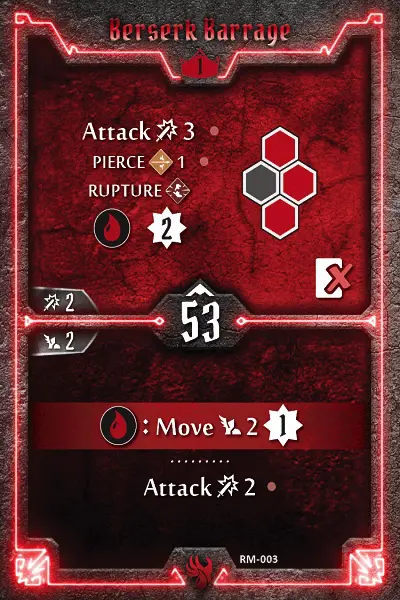 Berserk Barrage
1
Attack 3
PIERCE 1
RUPTURE
2
2
53
2
: Move 2 1
Attack 2
RM-003